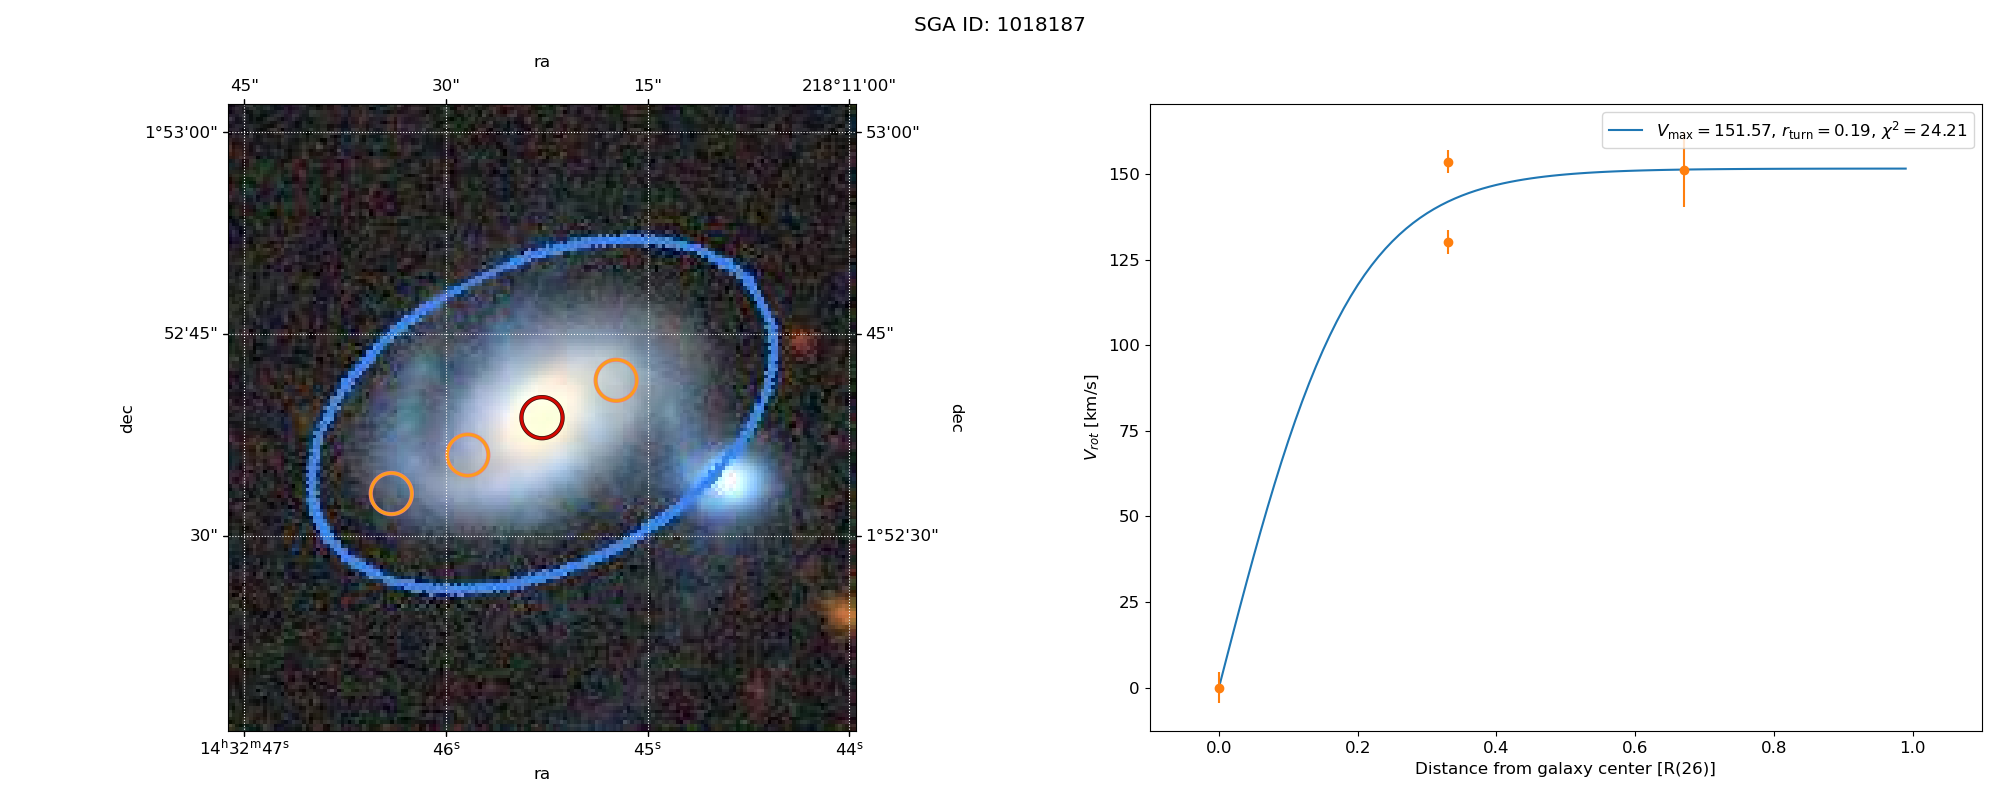 SGA ID: 1018187
ra
45" 30" 15" 218°11'00"
1°53'00" 53'00"
52'45" 45"
30" 1°52'30"
dec
dec
14ʰ32ᵐ47ˢ 46ˢ 45ˢ 44ˢ
ra
V_max = 151.57, r_turn = 0.19, χ² = 24.21
150
125
100
75
50
25
0
V_rot [km/s]
0.0 0.2 0.4 0.6 0.8 1.0
Distance from galaxy center [R(26)]